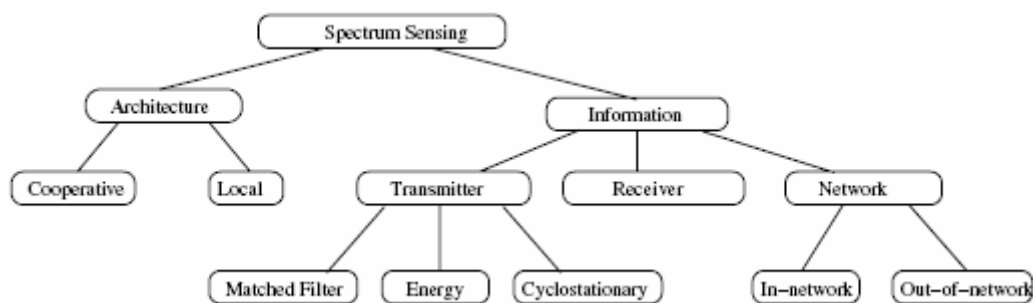 Spectrum Sensing
Architecture
Information
Cooperative
Local
Transmitter
Receiver
Network
Matched Filter
Energy
Cyclostationary
In-network
Out-of-network